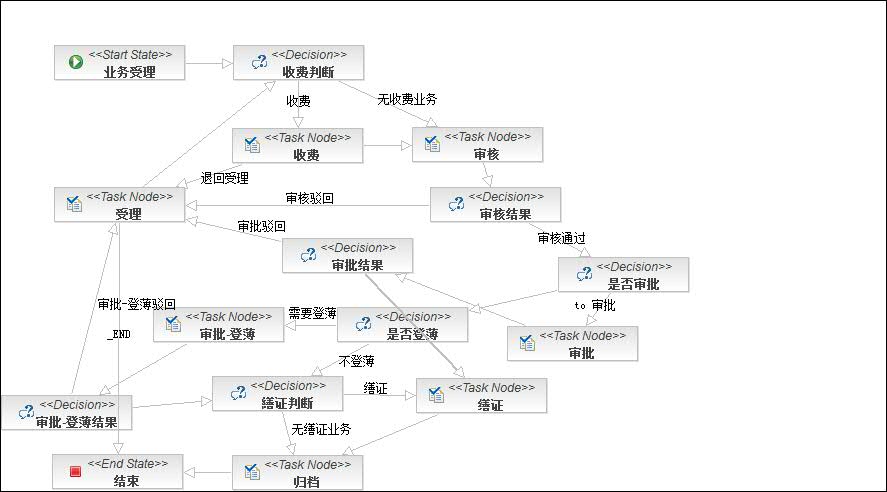 <<Start State>>
业务受理
<<Decision>>
收费判断
收费
无收费业务
<<Task Node>>
收费
<<Task Node>>
审核
退回受理
<<Task Node>>
受理
审核驳回
<<Decision>>
审核结果
审批驳回
审核通过
<<Decision>>
审批结果
<<Decision>>
是否审批
审批-登薄驳回
to 审批
<<Task Node>>
审批-登薄
需要登薄
<<Decision>>
是否登薄
_END
<<Task Node>>
审批
不登薄
<<Decision>>
缮证判断
缮证
<<Task Node>>
缮证
<<Decision>>
审批-登薄结果
无缮证业务
<<End State>>
结束
<<Task Node>>
归档